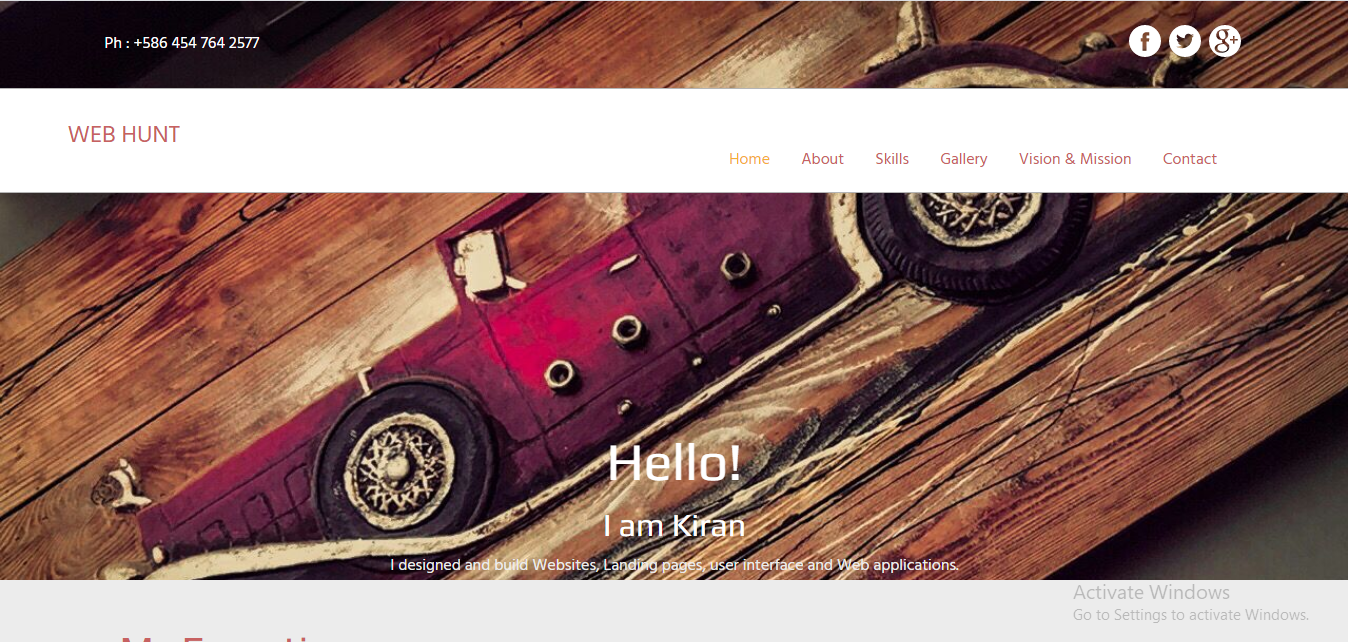 Ph : +586 454 764 2577
WEB HUNT
Home About Skills Gallery Vision & Mission Contact
Hello!
I am Kiran
I designed and build Websites, Landing pages, user interface and Web applications.
Activate Windows
Go to Settings to activate Windows.